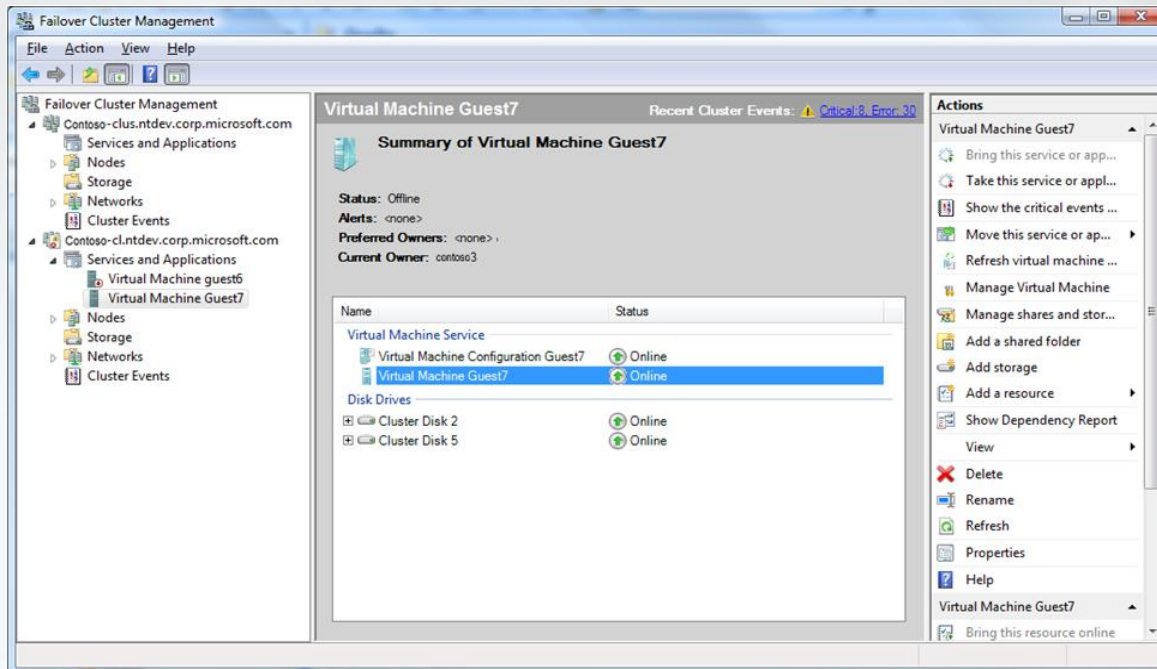 Failover Cluster Management
File Action View Help
Failover Cluster Management
Contoso-clus.ntdev.corp.microsoft.com
Services and Applications
Nodes
Storage
Networks
Cluster Events
Contoso-cl.ntdev.corp.microsoft.com
Services and Applications
Virtual Machine guest6
Virtual Machine Guest7
Nodes
Storage
Networks
Cluster Events
Virtual Machine Guest7 Recent Cluster Events: Critical:8, Error: 30
Summary of Virtual Machine Guest7
Status: Offline
Alerts: <none>
Preferred Owners: <none>
Current Owner: contoso3
Name Status
Virtual Machine Service
Virtual Machine Configuration Guest7 Online
Virtual Machine Guest7 Online
Disk Drives
Cluster Disk 2 Online
Cluster Disk 5 Online
Actions
Virtual Machine Guest7
Bring this service or app...
Take this service or appl...
Show the critical events ...
Move this service or ap...
Refresh virtual machine ...
Manage Virtual Machine
Manage shares and stor...
Add a shared folder
Add storage
Add a resource
Show Dependency Report
View
Delete
Rename
Refresh
Properties
Help
Virtual Machine Guest7
Bring this resource online